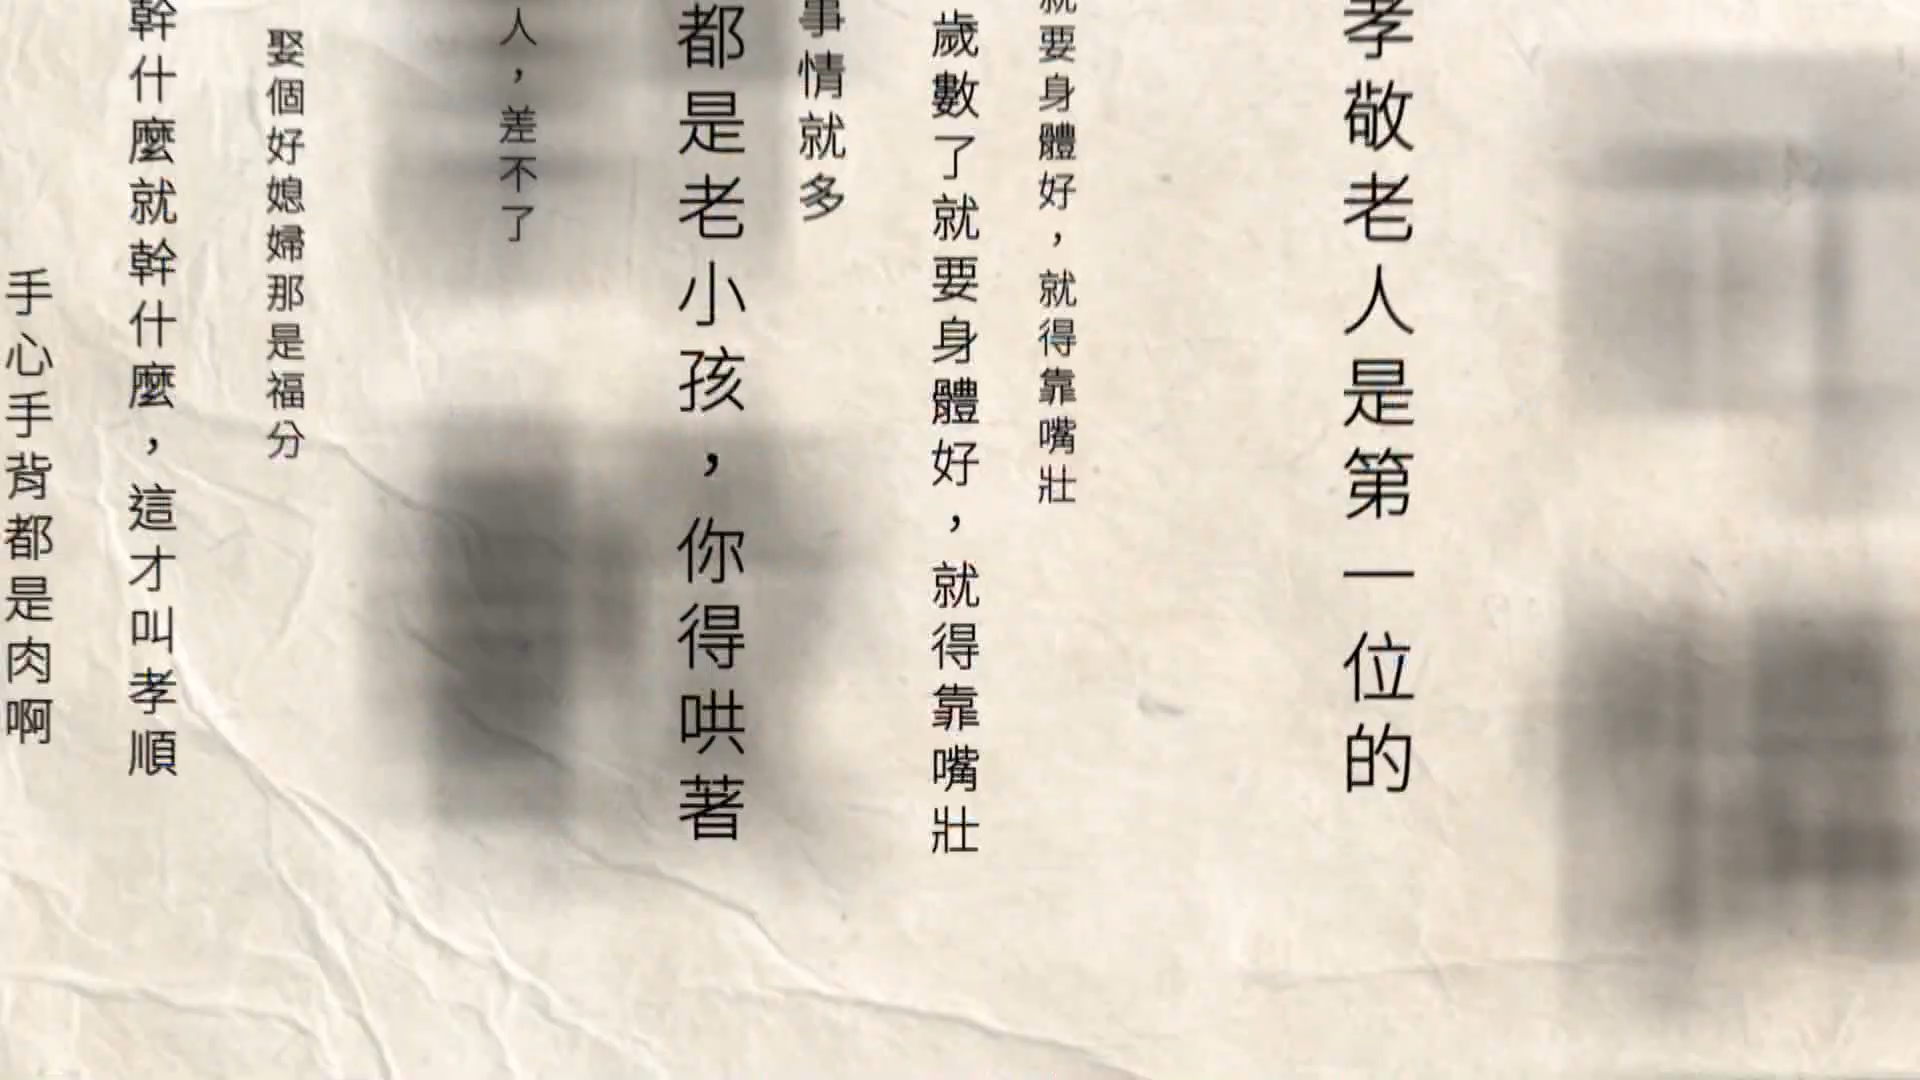 孝敬老人是第一位的
就要身體好，就得靠嘴壯
歲數了就要身體好，就得靠嘴壯
事情就多
都是老小孩，你得哄著
人，差不了
娶個好媳婦那是福分
幹什麼就幹什麼，這才叫孝順
手心手背都是肉啊